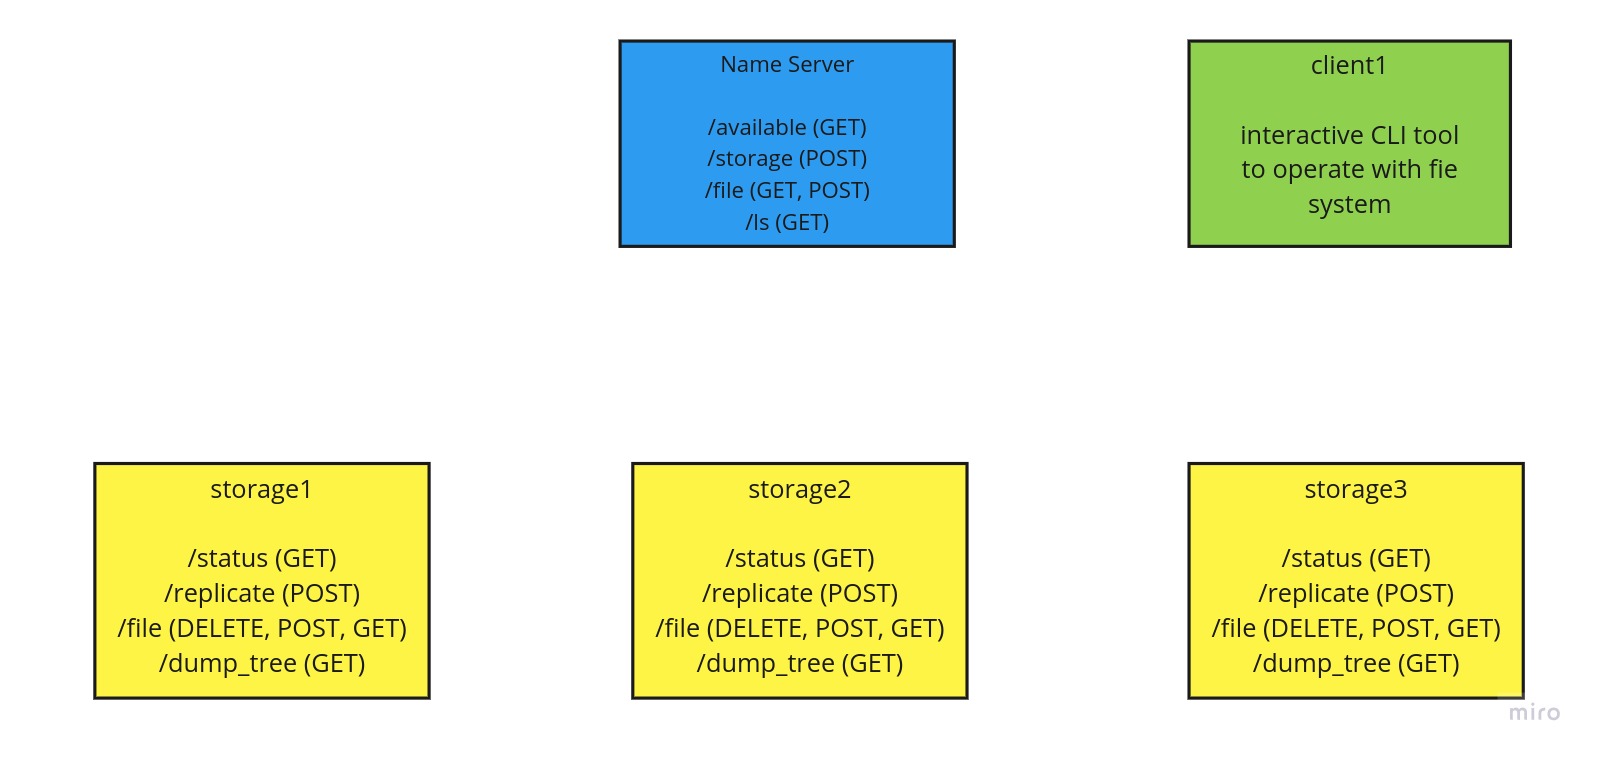 Name Server
/available (GET)
/storage (POST)
/file (GET, POST)
/ls (GET)
client1
interactive CLI tool
to operate with fie
system
storage1
/status (GET)
/replicate (POST)
/file (DELETE, POST, GET)
/dump_tree (GET)
storage2
/status (GET)
/replicate (POST)
/file (DELETE, POST, GET)
/dump_tree (GET)
storage3
/status (GET)
/replicate (POST)
/file (DELETE, POST, GET)
/dump_tree (GET)
miro